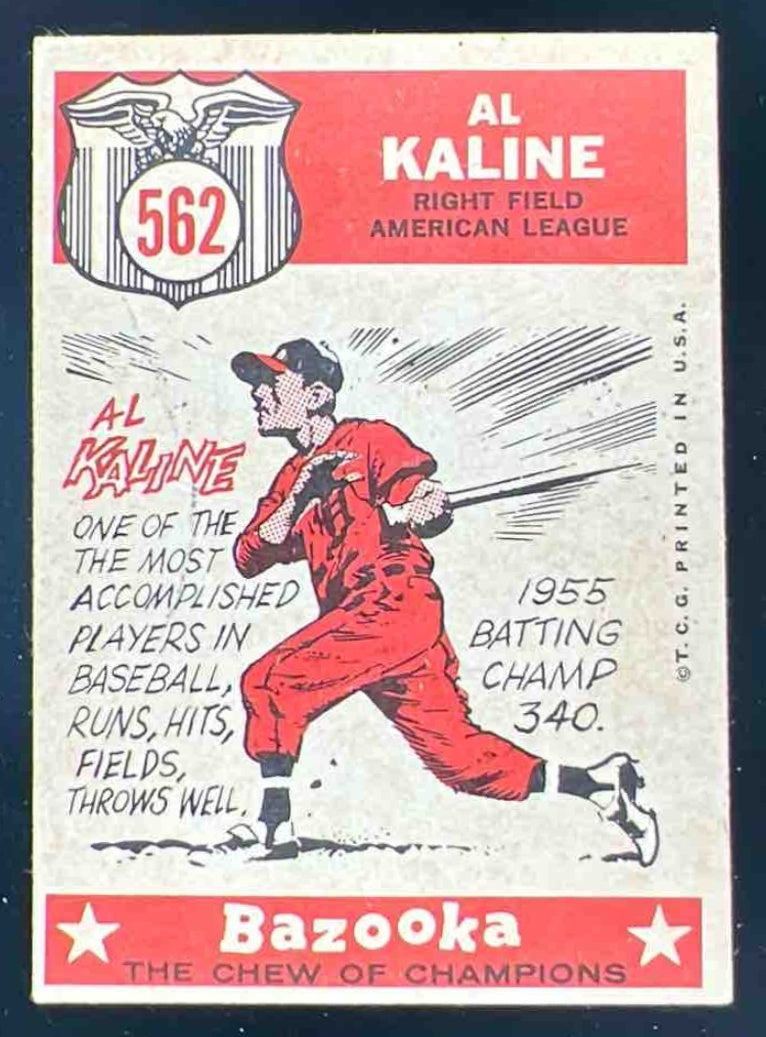 562
AL
KALINE
RIGHT FIELD
AMERICAN LEAGUE
AL
KALINE
ONE OF THE
THE MOST
ACCOMPLISHED
PLAYERS IN
BASEBALL,
RUNS, HITS,
FIELDS,
THROWS WELL.
1955
BATTING
CHAMP
340.
©T.C.G. PRINTED IN U.S.A.
Bazooka
THE CHEW OF CHAMPIONS